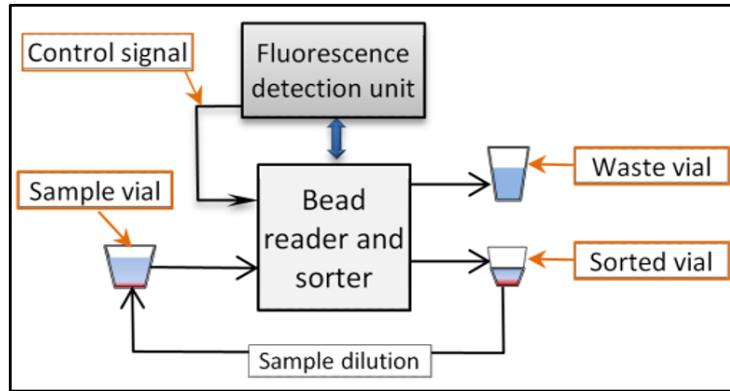 Control signal
Fluorescence
detection unit
Sample vial
Waste vial
Bead
reader and
sorter
Sorted vial
Sample dilution